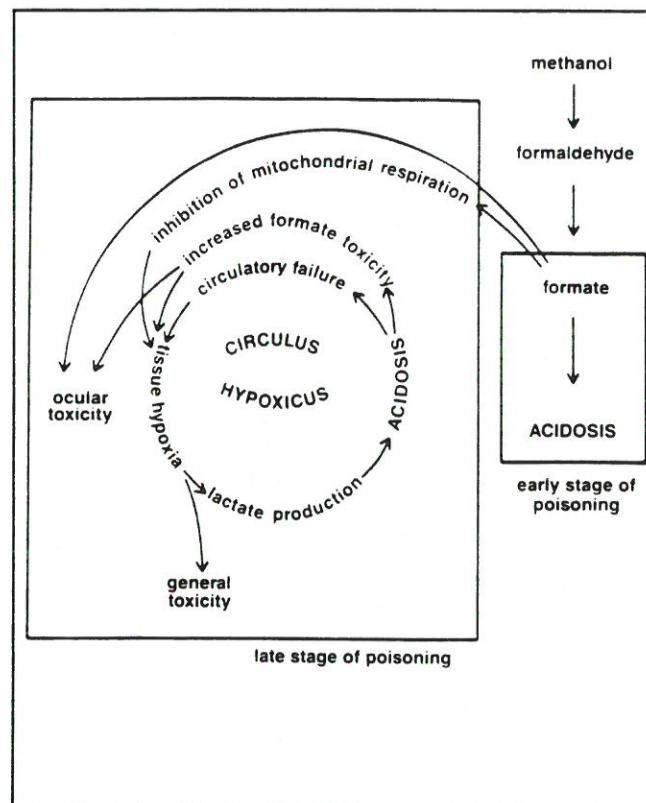 methanol
formaldehyde
formate
ACIDOSIS
early stage of
poisoning
inhibition of mitochondrial respiration
increased formate toxicity
circulatory failure
CIRCULUS
HYPOXICUS
tissue hypoxia
lactate production
ACIDOSIS
ocular
toxicity
general
toxicity
late stage of poisoning